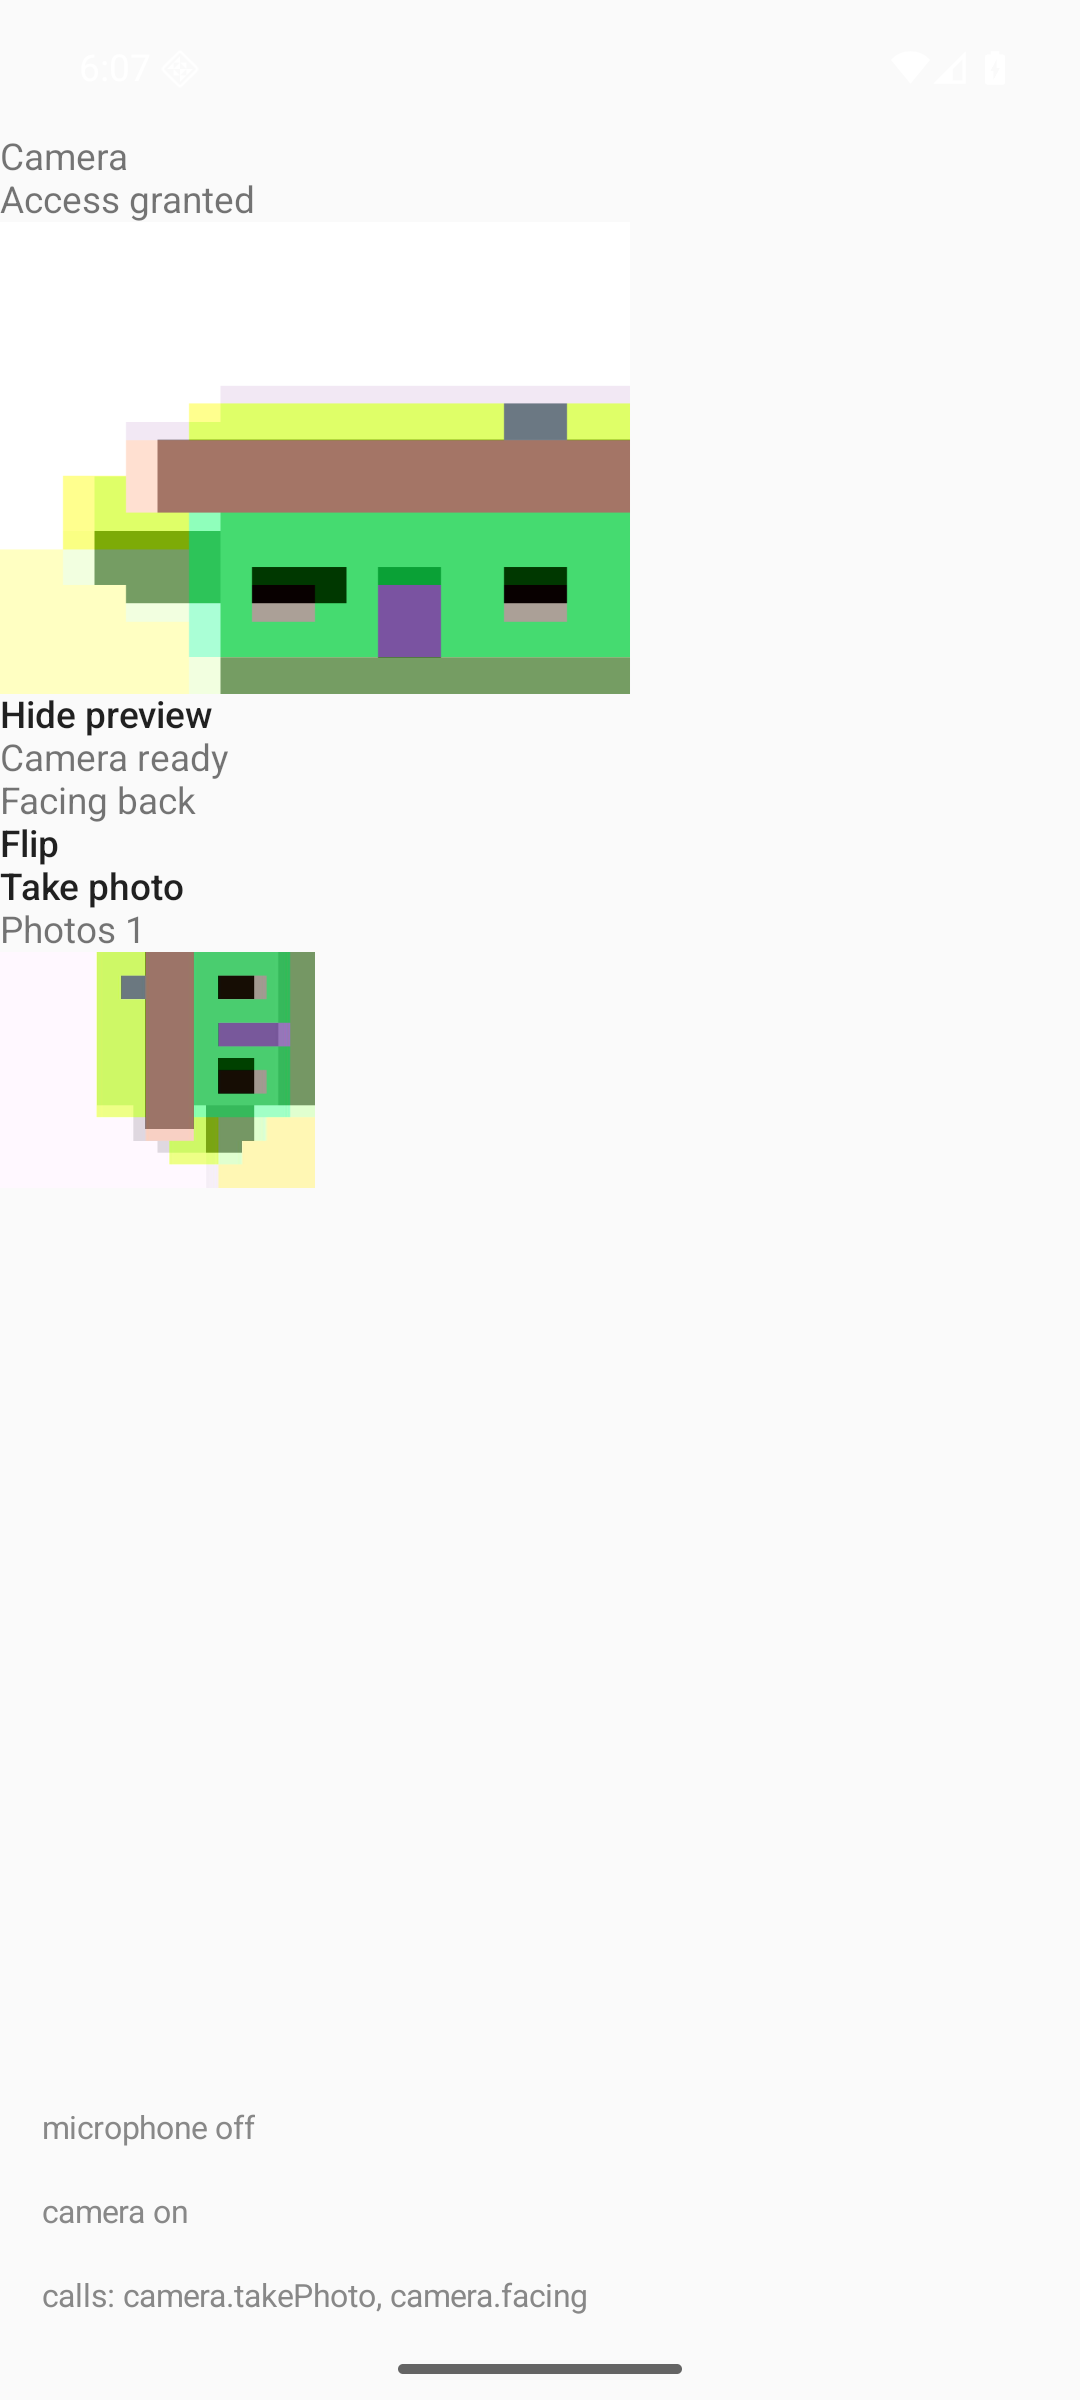 6:07
Camera
Access granted
Hide preview
Camera ready
Facing back
Flip
Take photo
Photos 1
microphone off
camera on
calls: camera.takePhoto, camera.facing